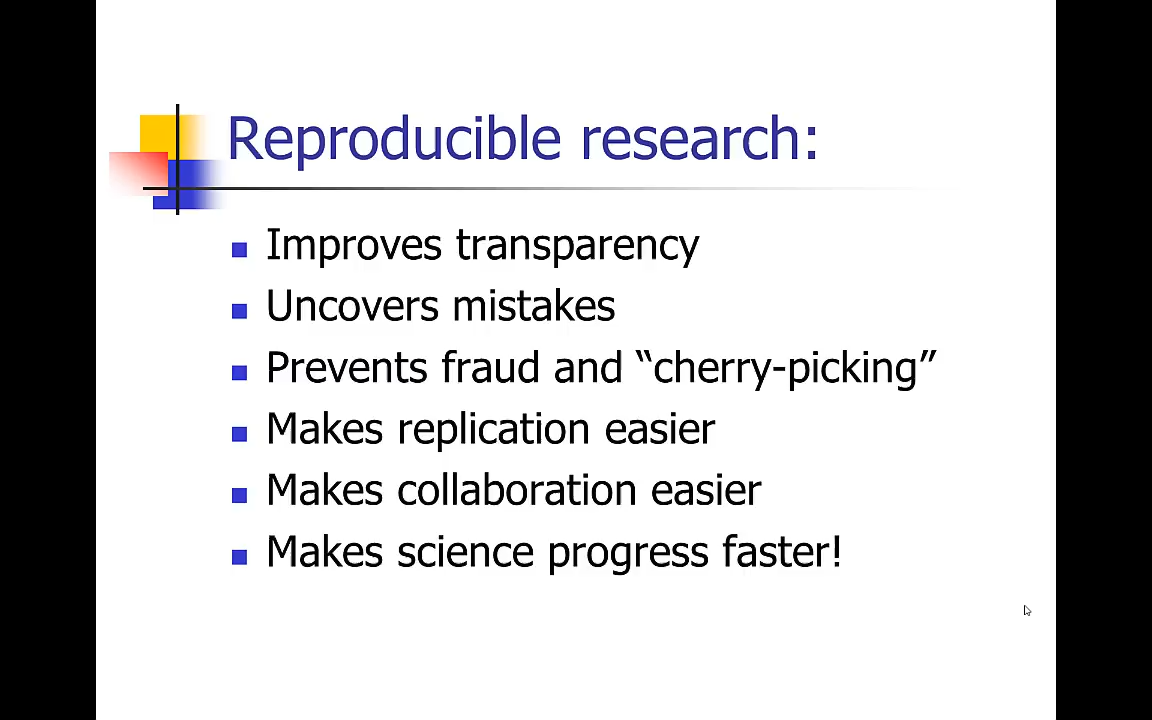 Reproducible research:
Improves transparency
Uncovers mistakes
Prevents fraud and “cherry-picking”
Makes replication easier
Makes collaboration easier
Makes science progress faster!